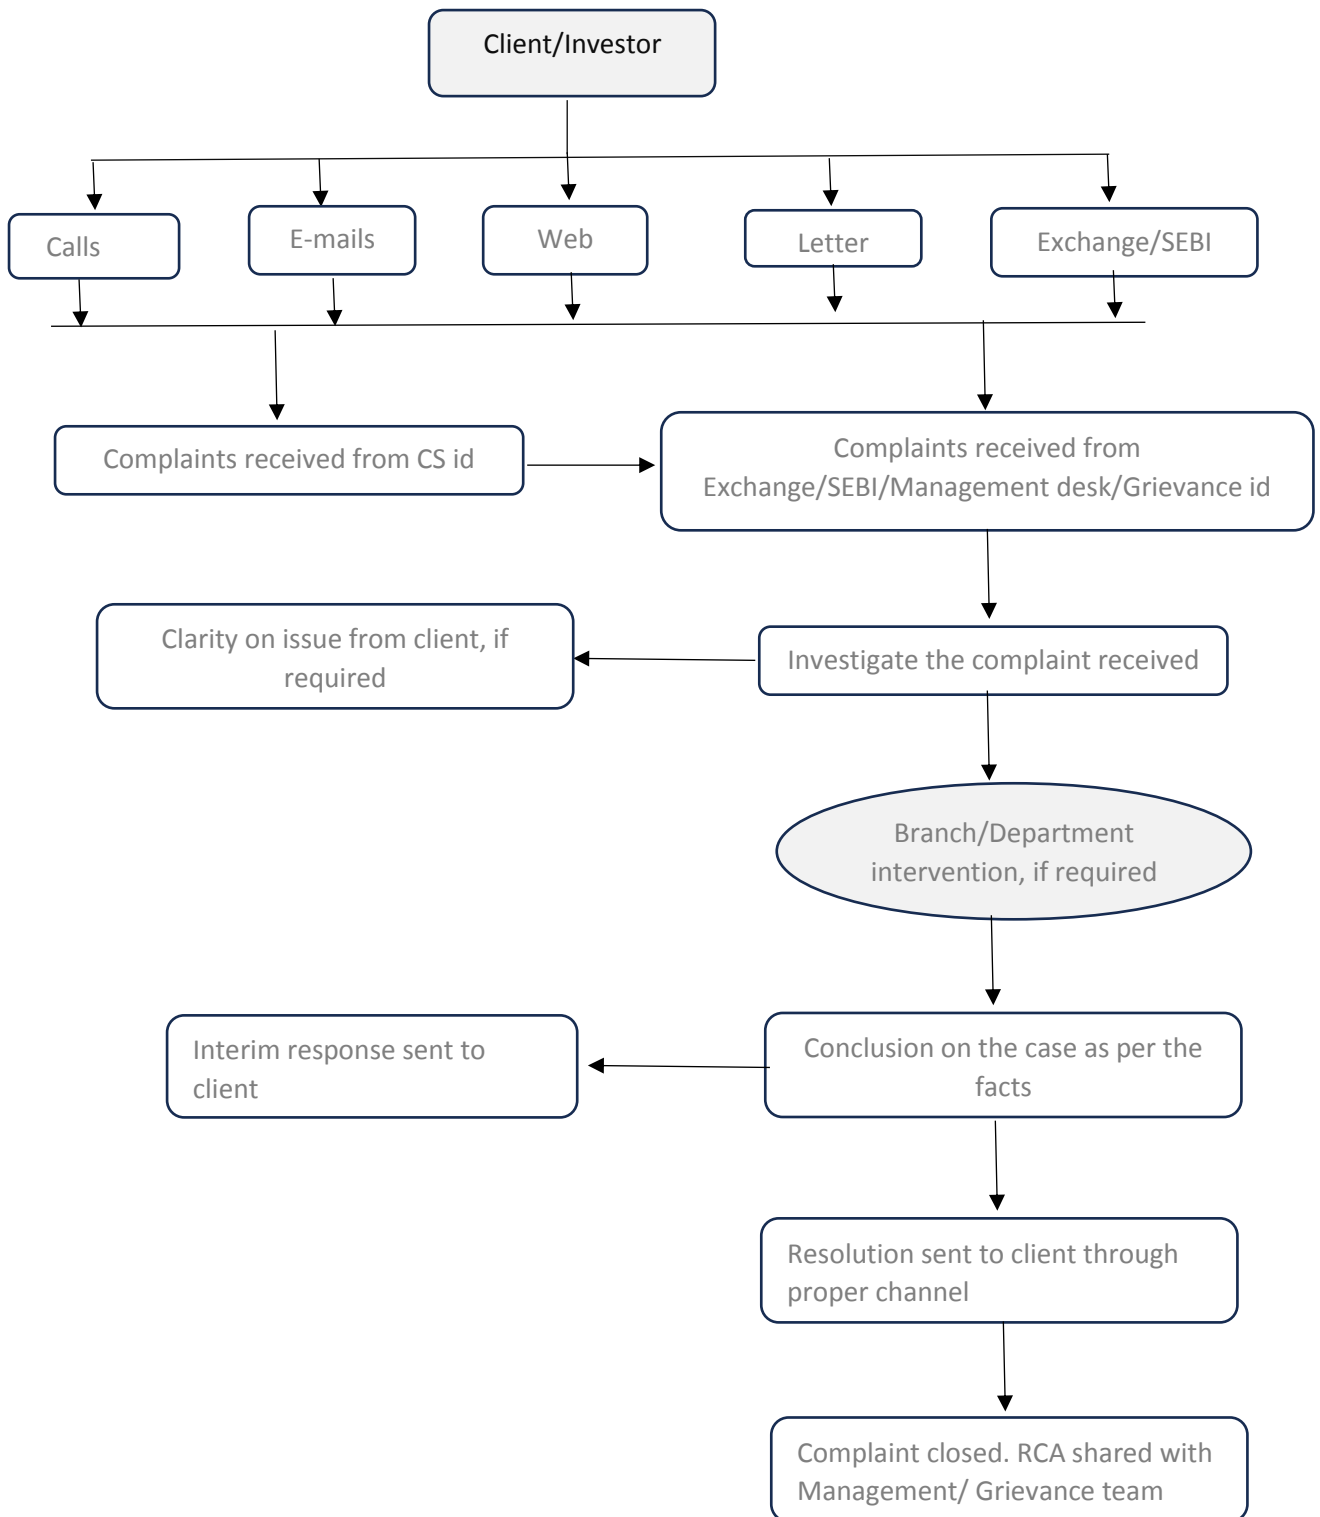 Client/Investor
Calls
E-mails
Web
Letter
Exchange/SEBI
Complaints received from CS id
Complaints received from
Exchange/SEBI/Management desk/Grievance id
Clarity on issue from client, if
required
Investigate the complaint received
Branch/Department
intervention, if required
Interim response sent to
client
Conclusion on the case as per the
facts
Resolution sent to client through
proper channel
Complaint closed. RCA shared with
Management/ Grievance team